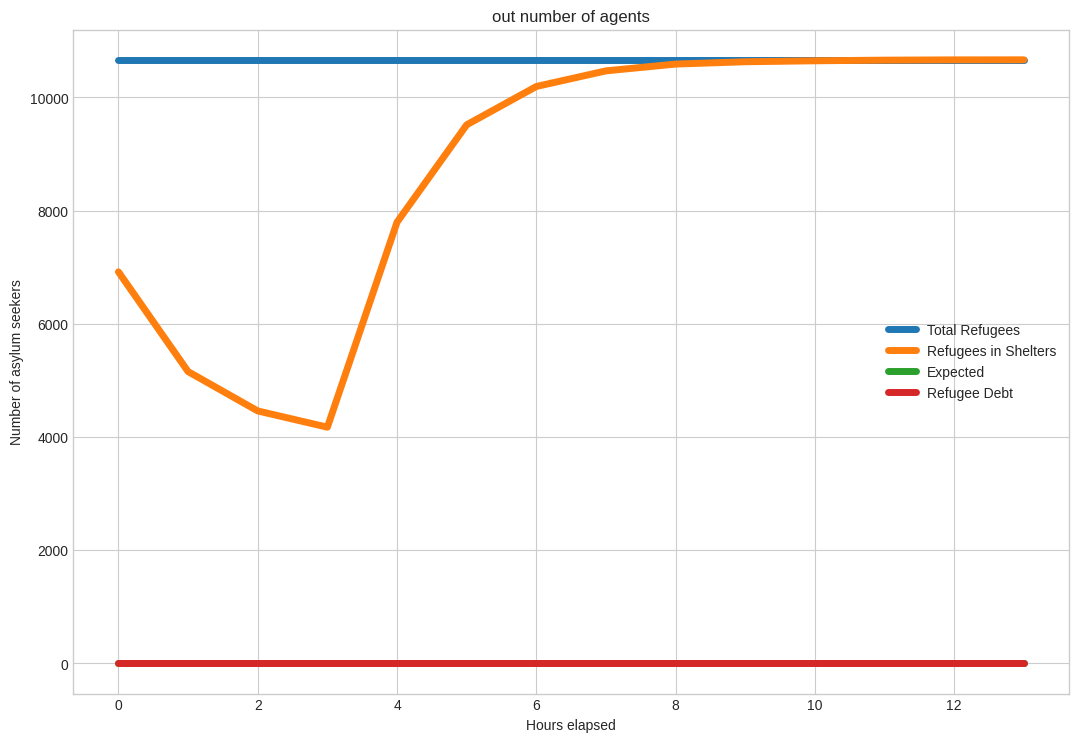 out number of agents
Number of asylum seekers
10000
8000
6000
4000
2000
0
Total Refugees
Refugees in Shelters
Expected
Refugee Debt
0 2 4 6 8 10 12
Hours elapsed